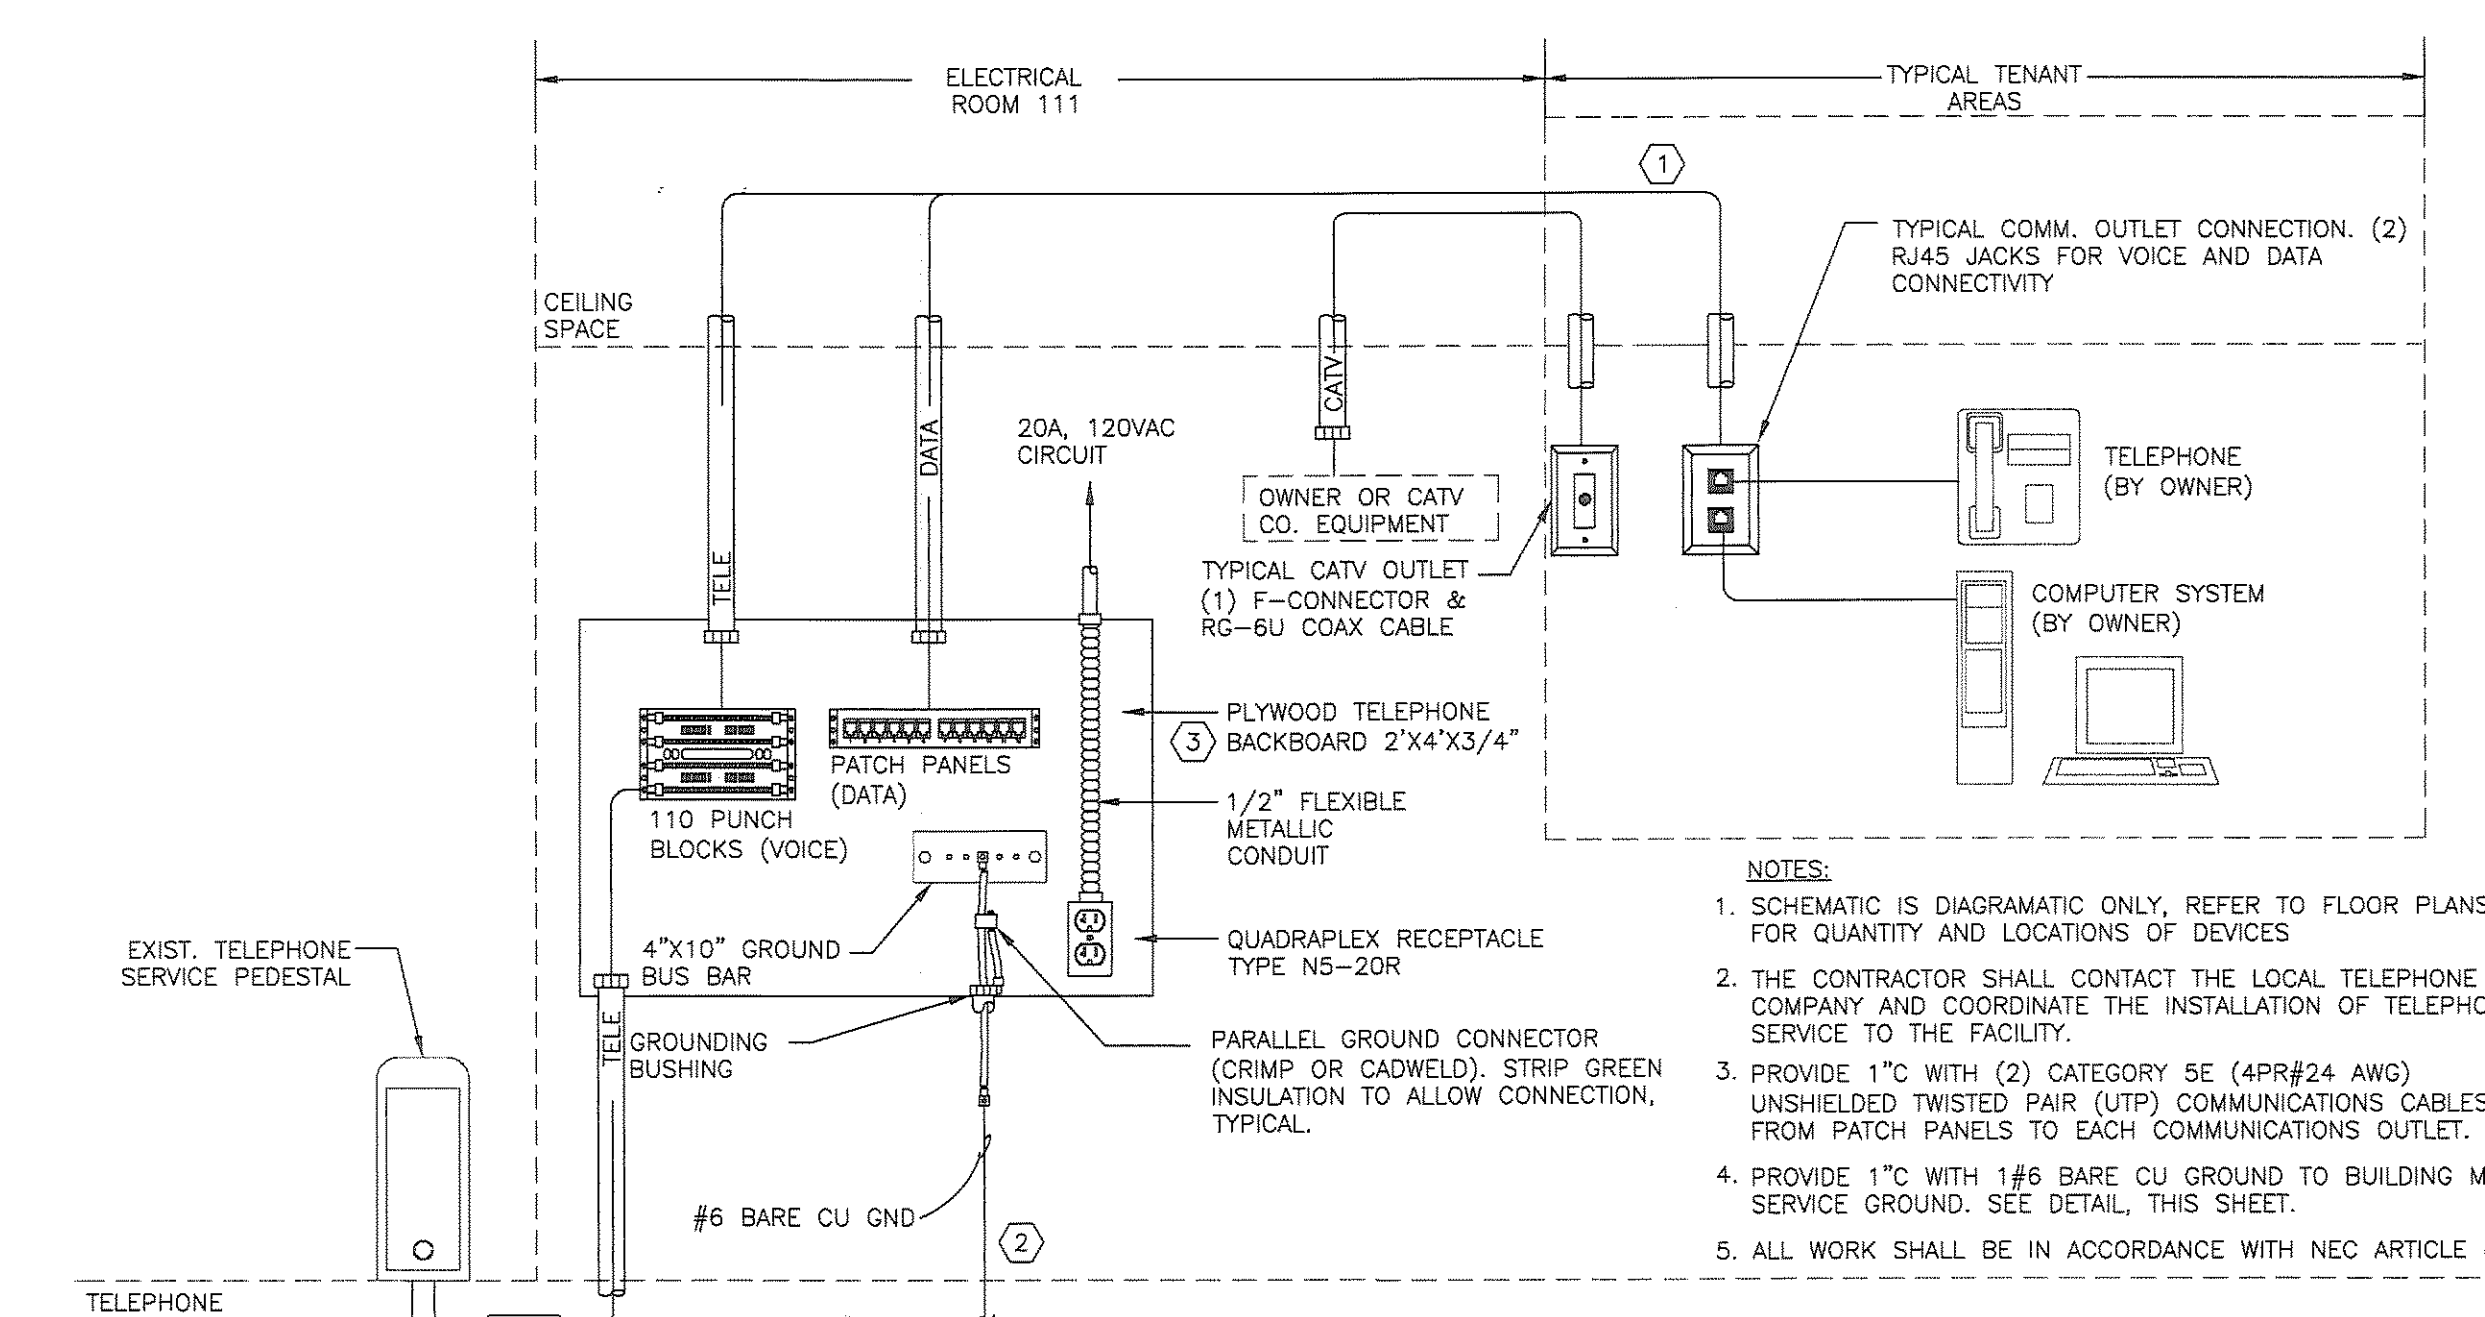 ELECTRICAL
ROOM 111
TYPICAL TENANT
AREAS
1
TYPICAL COMM. OUTLET CONNECTION. (2)
RJ45 JACKS FOR VOICE AND DATA
CONNECTIVITY
CEILING
SPACE
TELE
DATA
CATV
20A, 120VAC
CIRCUIT
OWNER OR CATV
CO. EQUIPMENT
TYPICAL CATV OUTLET
(1) F-CONNECTOR &
RG-6U COAX CABLE
TELEPHONE
(BY OWNER)
COMPUTER SYSTEM
(BY OWNER)
PLYWOOD TELEPHONE
BACKBOARD 2'X4'X3/4"
3
PATCH PANELS
(DATA)
110 PUNCH
BLOCKS (VOICE)
1/2" FLEXIBLE
METALLIC
CONDUIT
4"X10" GROUND
BUS BAR
QUADRAPLEX RECEPTACLE
TYPE N5-20R
EXIST. TELEPHONE
SERVICE PEDESTAL
TELE
GROUNDING
BUSHING
PARALLEL GROUND CONNECTOR
(CRIMP OR CADWELD). STRIP GREEN
INSULATION TO ALLOW CONNECTION,
TYPICAL.
#6 BARE CU GND
2
TELEPHONE
NOTES:
1. SCHEMATIC IS DIAGRAMATIC ONLY, REFER TO FLOOR PLANS
FOR QUANTITY AND LOCATIONS OF DEVICES
2. THE CONTRACTOR SHALL CONTACT THE LOCAL TELEPHONE
COMPANY AND COORDINATE THE INSTALLATION OF
SERVICE TO THE FACILITY.
3. PROVIDE 1"C WITH (2) CATEGORY 5E (4PR#24 AWG)
UNSHIELDED TWISTED PAIR (UTP) COMMUNICATIONS CABLES
FROM PATCH PANELS TO EACH COMMUNICATIONS OUTLET.
4. PROVIDE 1"C WITH 1#6 BARE CU GROUND TO BUILDING
SERVICE GROUND. SEE DETAIL, THIS SHEET.
5. ALL WORK SHALL BE IN ACCORDANCE WITH NEC ARTICLE